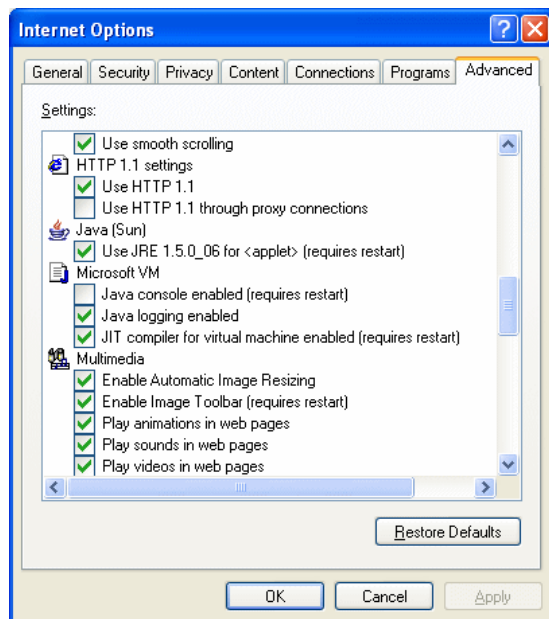 Internet Options
General Security Privacy Content Connections Programs Advanced
Settings:
Use smooth scrolling
HTTP 1.1 settings
Use HTTP 1.1
Use HTTP 1.1 through proxy connections
Java (Sun)
Use JRE 1.5.0_06 for <applet> (requires restart)
Microsoft VM
Java console enabled (requires restart)
Java logging enabled
JIT compiler for virtual machine enabled (requires restart)
Multimedia
Enable Automatic Image Resizing
Enable Image Toolbar (requires restart)
Play animations in web pages
Play sounds in web pages
Play videos in web pages
Restore Defaults
OK Cancel Apply